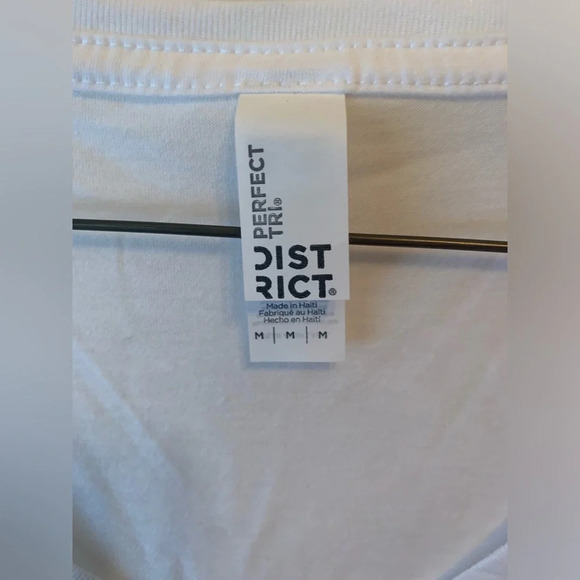 PERFECT
TRI®
DIST
RICT®
Made in Haiti
Fabriqué au Haïti
Hecho en Haití
M | M | M